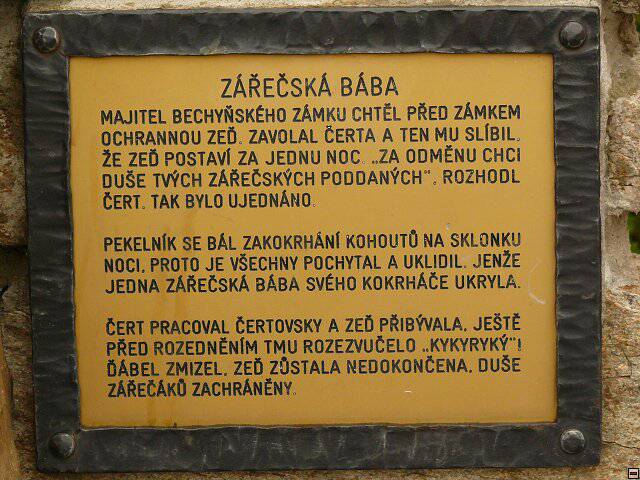 ZÁŘEČSKÁ BÁBA
MAJITEL BECHYŇSKÉHO ZÁMKU CHTĚL PŘED ZÁMKEM
OCHRANNOU ZEĎ. ZAVOLAL ČERTA A TEN MU SLÍBIL.
ŽE ZEĎ POSTAVÍ ZA JEDNU NOC. „ZA ODMĚNU CHCI
DUŠE TVÝCH ZÁŘEČSKÝCH PODDANÝCH“. ROZHODL
ČERT. TAK BYLO UJEDNÁNO.
PEKELNÍK SE BÁL ZAKOKRHÁNÍ KOHOUTŮ NA SKLONKU
NOCI, PROTO JE VŠECHNY POCHYTAL A UKLIDIL. JENŽE
JEDNA ZÁŘEČSKÁ BÁBA SVÉHO KOKRHÁČE UKRYLA.
ČERT PRACOVAL ČERTOVSKY A ZEĎ PŘIBÝVALA. JEŠTĚ
PŘED ROZEDNĚNÍM TMU ROZEZVUČELO „KYKYRYKÝ“!
ĎÁBEL ZMIZEL, ZEĎ ZŮSTALA NEDOKONČENA, DUŠE
ZÁŘEČÁKŮ ZACHRÁNĚNY.